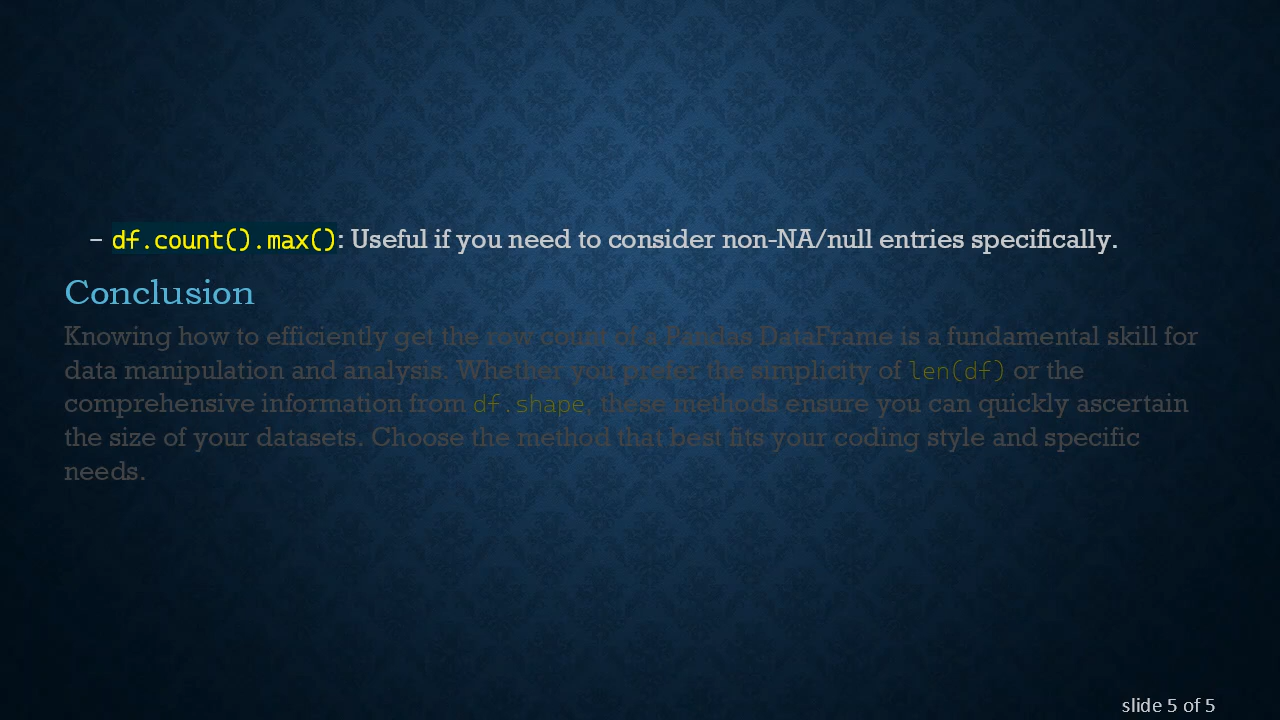 – df.count().max(): Useful if you need to consider non-NA/null entries specifically.
Conclusion
Knowing how to efficiently get the row count of a Pandas DataFrame is a fundamental skill for
data manipulation and analysis. Whether you prefer the simplicity of len(df) or the
comprehensive information from df.shape, these methods ensure you can quickly ascertain
the size of your datasets. Choose the method that best fits your coding style and specific
needs.
slide 5 of 5